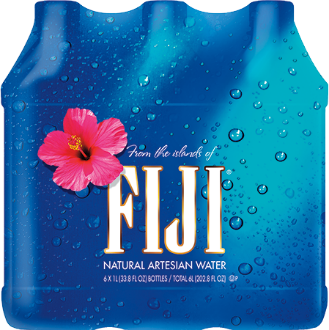 From the islands of
FIJI®
NATURAL ARTESIAN WATER
6 X 1L (33.8 FL OZ) BOTTLES / TOTAL 6L (202.8 FL OZ) ⓊP